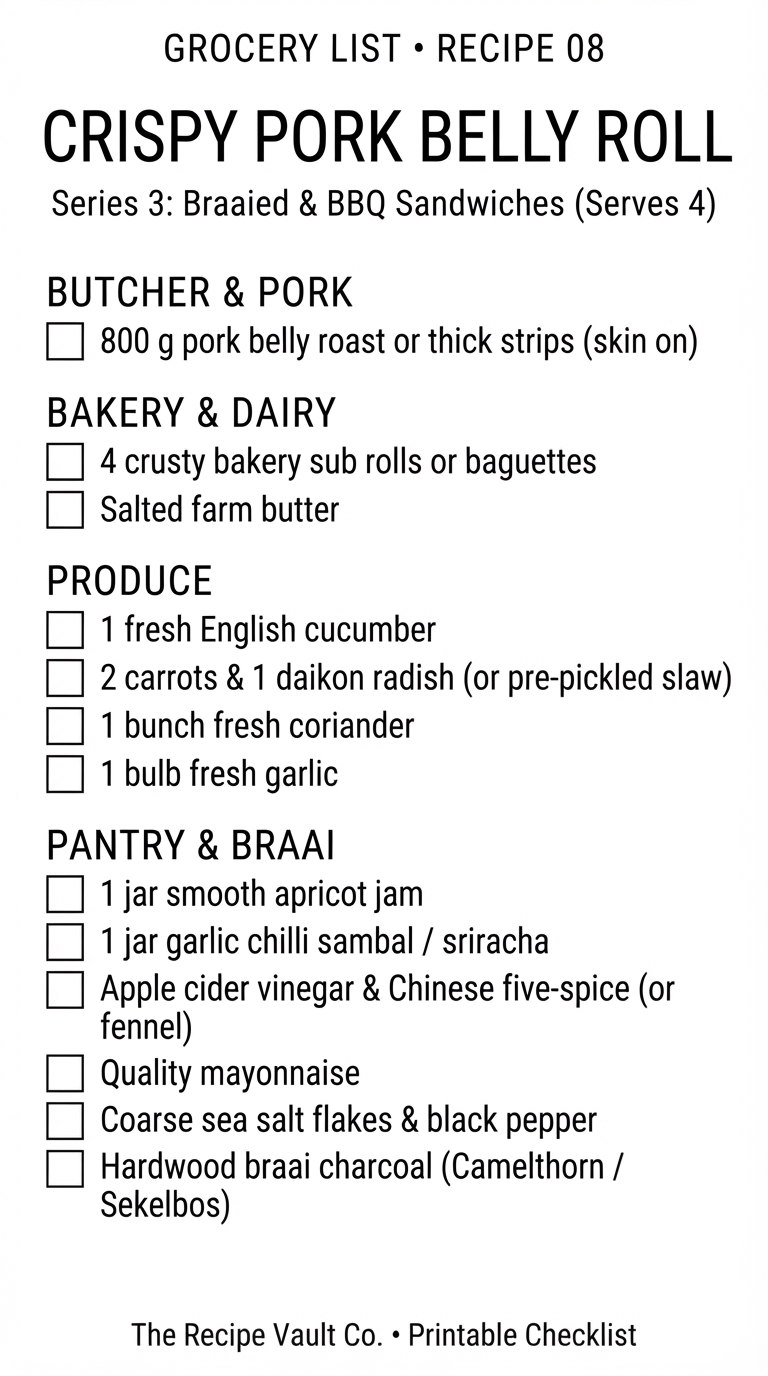 GROCERY LIST • RECIPE 08
CRISPY PORK BELLY ROLL
Series 3: Braaied & BBQ Sandwiches (Serves 4)
BUTCHER & PORK
800 g pork belly roast or thick strips (skin on)
BAKERY & DAIRY
4 crusty bakery sub rolls or baguettes
Salted farm butter
PRODUCE
1 fresh English cucumber
2 carrots & 1 daikon radish (or pre-pickled slaw)
1 bunch fresh coriander
1 bulb fresh garlic
PANTRY & BRAAI
1 jar smooth apricot jam
1 jar garlic chilli sambal / sriracha
Apple cider vinegar & Chinese five-spice (or
fennel)
Quality mayonnaise
Coarse sea salt flakes & black pepper
Hardwood braai charcoal (Camelthorn /
Sekelbos)
The Recipe Vault Co. • Printable Checklist